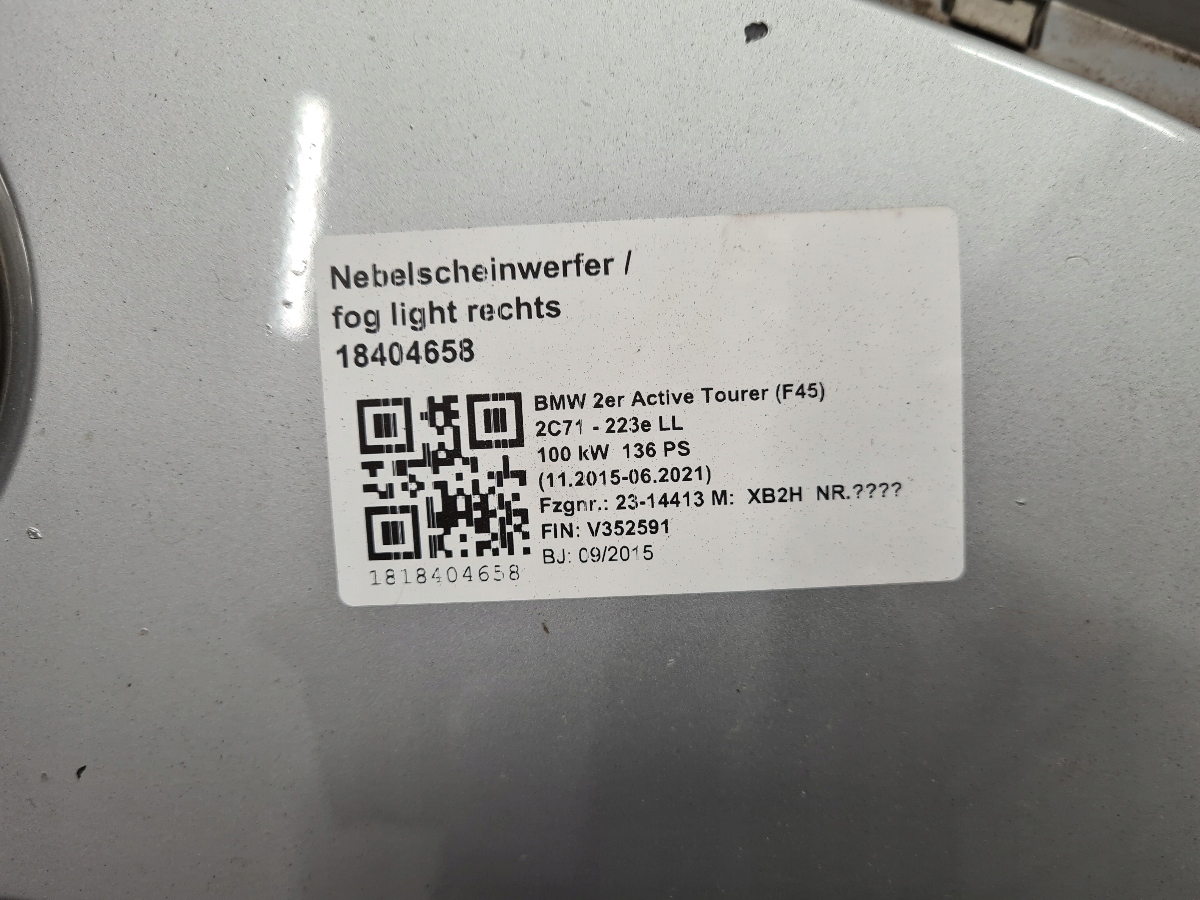 Nebelscheinwerfer /
fog light rechts
18404658
BMW 2er Active Tourer (F45)
2C71 - 223e LL
100 kW 136 PS
(11.2015-06.2021)
Fzgnr.: 23-14413 M: XB2H NR.????
FIN: V352591
BJ: 09/2015
1818404658